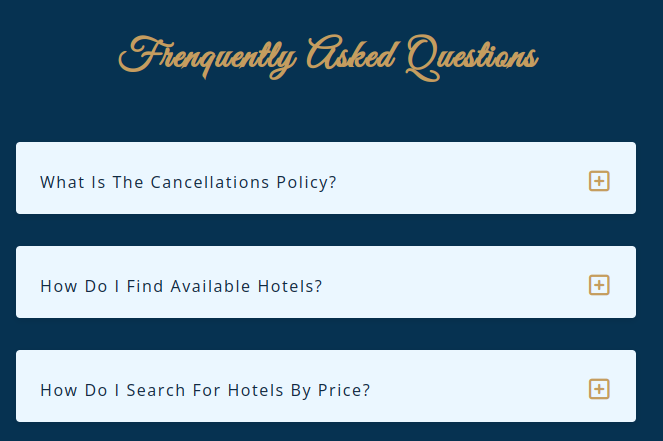 Frenquently Asked Questions
What Is The Cancellations Policy?
How Do I Find Available Hotels?
How Do I Search For Hotels By Price?